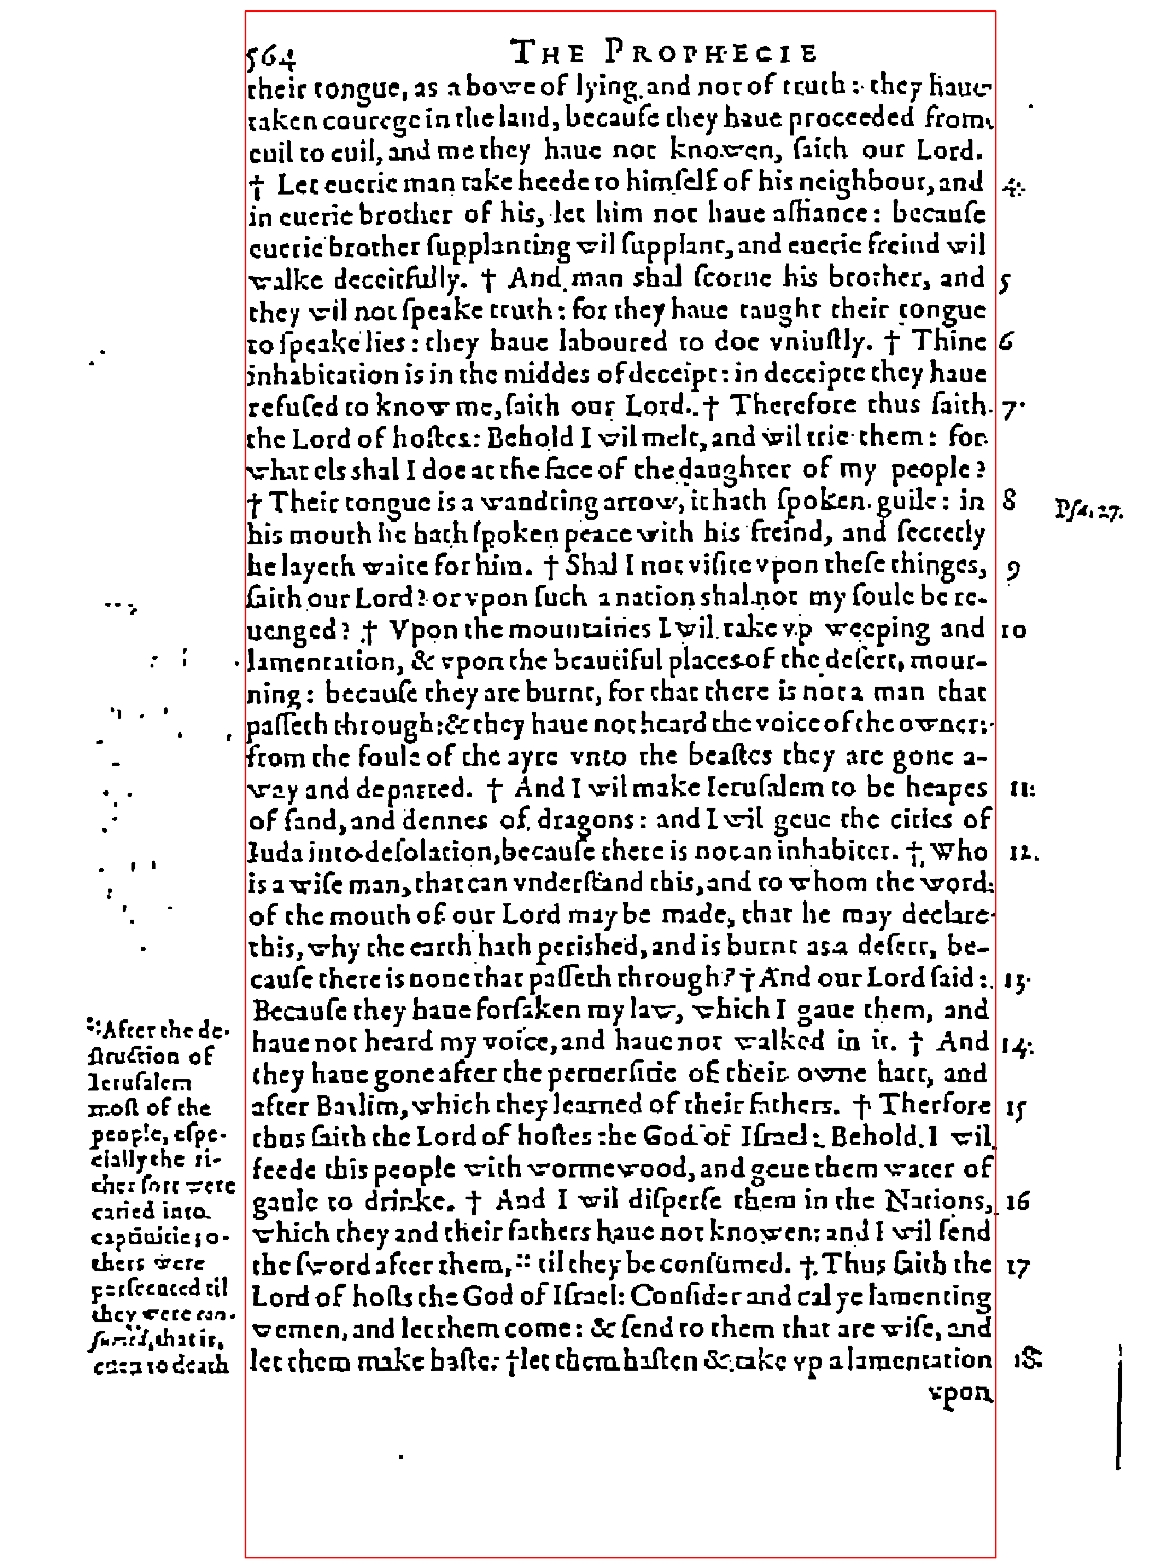 564 THE PROPHECIE
their tongue, as a bowe of lying and not of truth: they haue
taken courege in the land, becauſe they haue proceeded from
euil to euil, and me they haue not knowen, ſaith our Lord.
† Let euerie man take heede to himſelf of his neighbour, and 4.
in euerie brother of his, let him not haue affiance: becauſe
euerie brother ſupplanting wil ſupplant, and euerie freind wil
walke deceitfully. † And man shal ſcorne his brother, and 5
they wil not ſpeake truth: for they haue taught their tongue
to ſpeake lies: they haue laboured to doe vniuſtly. † Thine 6
inhabitation is in the middes of deceipt: in deceipte they haue
refuſed to know me, ſaith our Lord. † Therefore thus ſaith 7.
the Lord of hoſtes: Behold I wil melt, and wil trie them: for
what els shal I doe at the face of the daughter of my people?
† Their tongue is a wandring arrow, it hath ſpoken guile: in 8 Pſa. 27.
his mouth he hath ſpoken peace with his freind, and ſecretly
he layeth waite for him. † Shal I not viſite vpon theſe thinges, 9
ſaith our Lord? or vpon ſuch a nation shal not my ſoule be re-
uenged? † Vpon the mountaines I wil take vp weeping and 10
lamentation, & vpon the beautiful places of the deſert, mour-
ning: becauſe they are burnt, for that there is not a man that
paſſeth through: & they haue not heard the voice of the owner:
from the foule of the ayre vnto the beaſtes they are gone a-
way and departed. † And I wil make Ieruſalem to be heapes 11:
of ſand, and dennes of dragons: and I wil geue the cities of
Iuda into deſolation, becauſe there is not an inhabiter. † Who 12.
is a wiſe man, that can vnderſtand this, and to whom the word
of the mouth of our Lord may be made, that he may declare
this, why the earth hath perished, and is burnt as a deſert, be-
cauſe there is none that paſſeth through? † And our Lord ſaid: 13.
Becauſe they haue forſaken my law, which I gaue them, and
haue not heard my voice, and haue not walked in it. † And 14.
they haue gone after the peruerſitie of their owne hart, and
after Baalim, which they learned of their fathers. † Therfore 15
thus ſaith the Lord of hoſtes the God of Iſrael: Behold I wil
feede this people with wormewood, and geue them water of
gaule to drinke. † And I wil diſperſe them in the Nations, 16
which they and their fathers haue not knowen: and I wil ſend
the ſword after them, :: til they be conſumed. †. Thus ſaith the 17
Lord of hoſts the God of Iſrael: Conſider and cal ye lamenting
wemen, and let them come: & ſend to them that are wiſe, and
let them make haſte: † let them haſten & take vp a lamentation 18.
vpon
:: After the de-
ſtruction of
Ieruſalem
moſt of the
people, eſpe-
cially the ri-
cher ſort were
caried into
captiuitie; o-
thers were
perſecuted til
they were con-
ſumed, that is,
euen to death